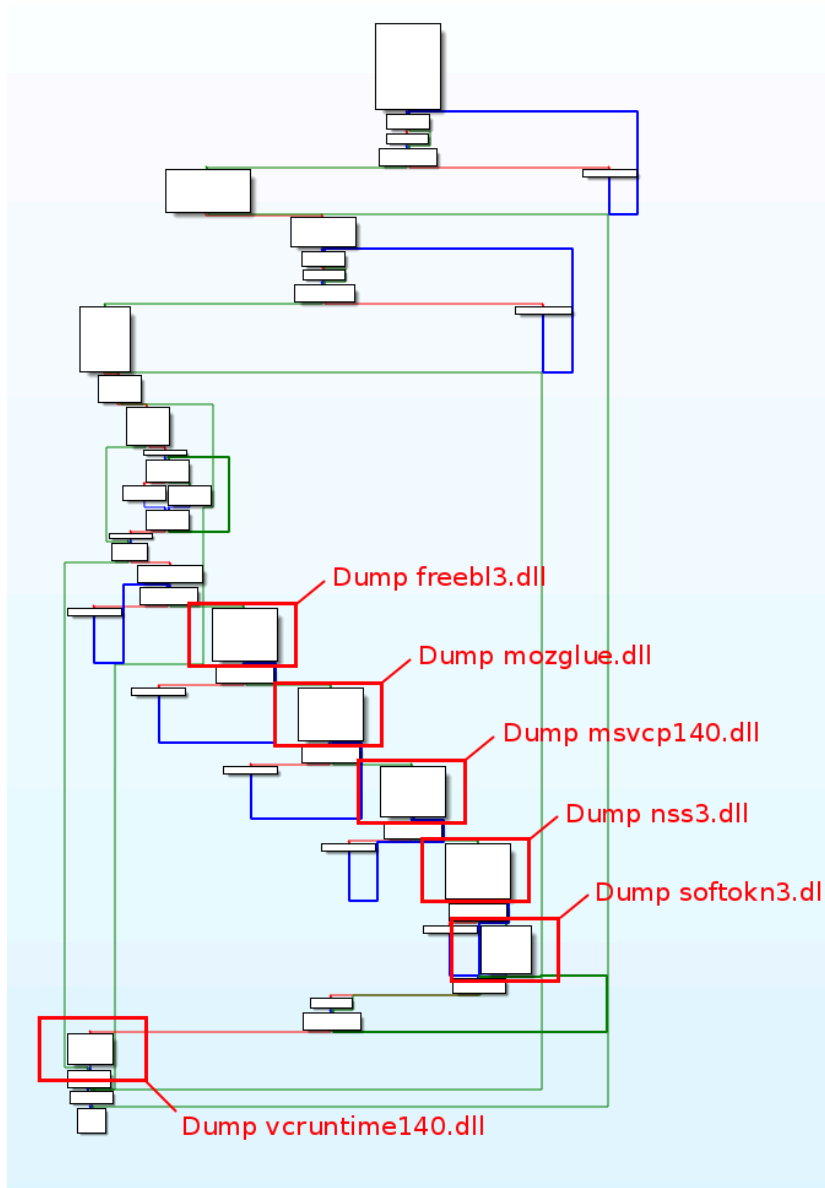 Dump freebl3.dll
Dump mozglue.dll
Dump msvcp140.dll
Dump nss3.dll
Dump softokn3.dl
Dump vcruntime140.dll